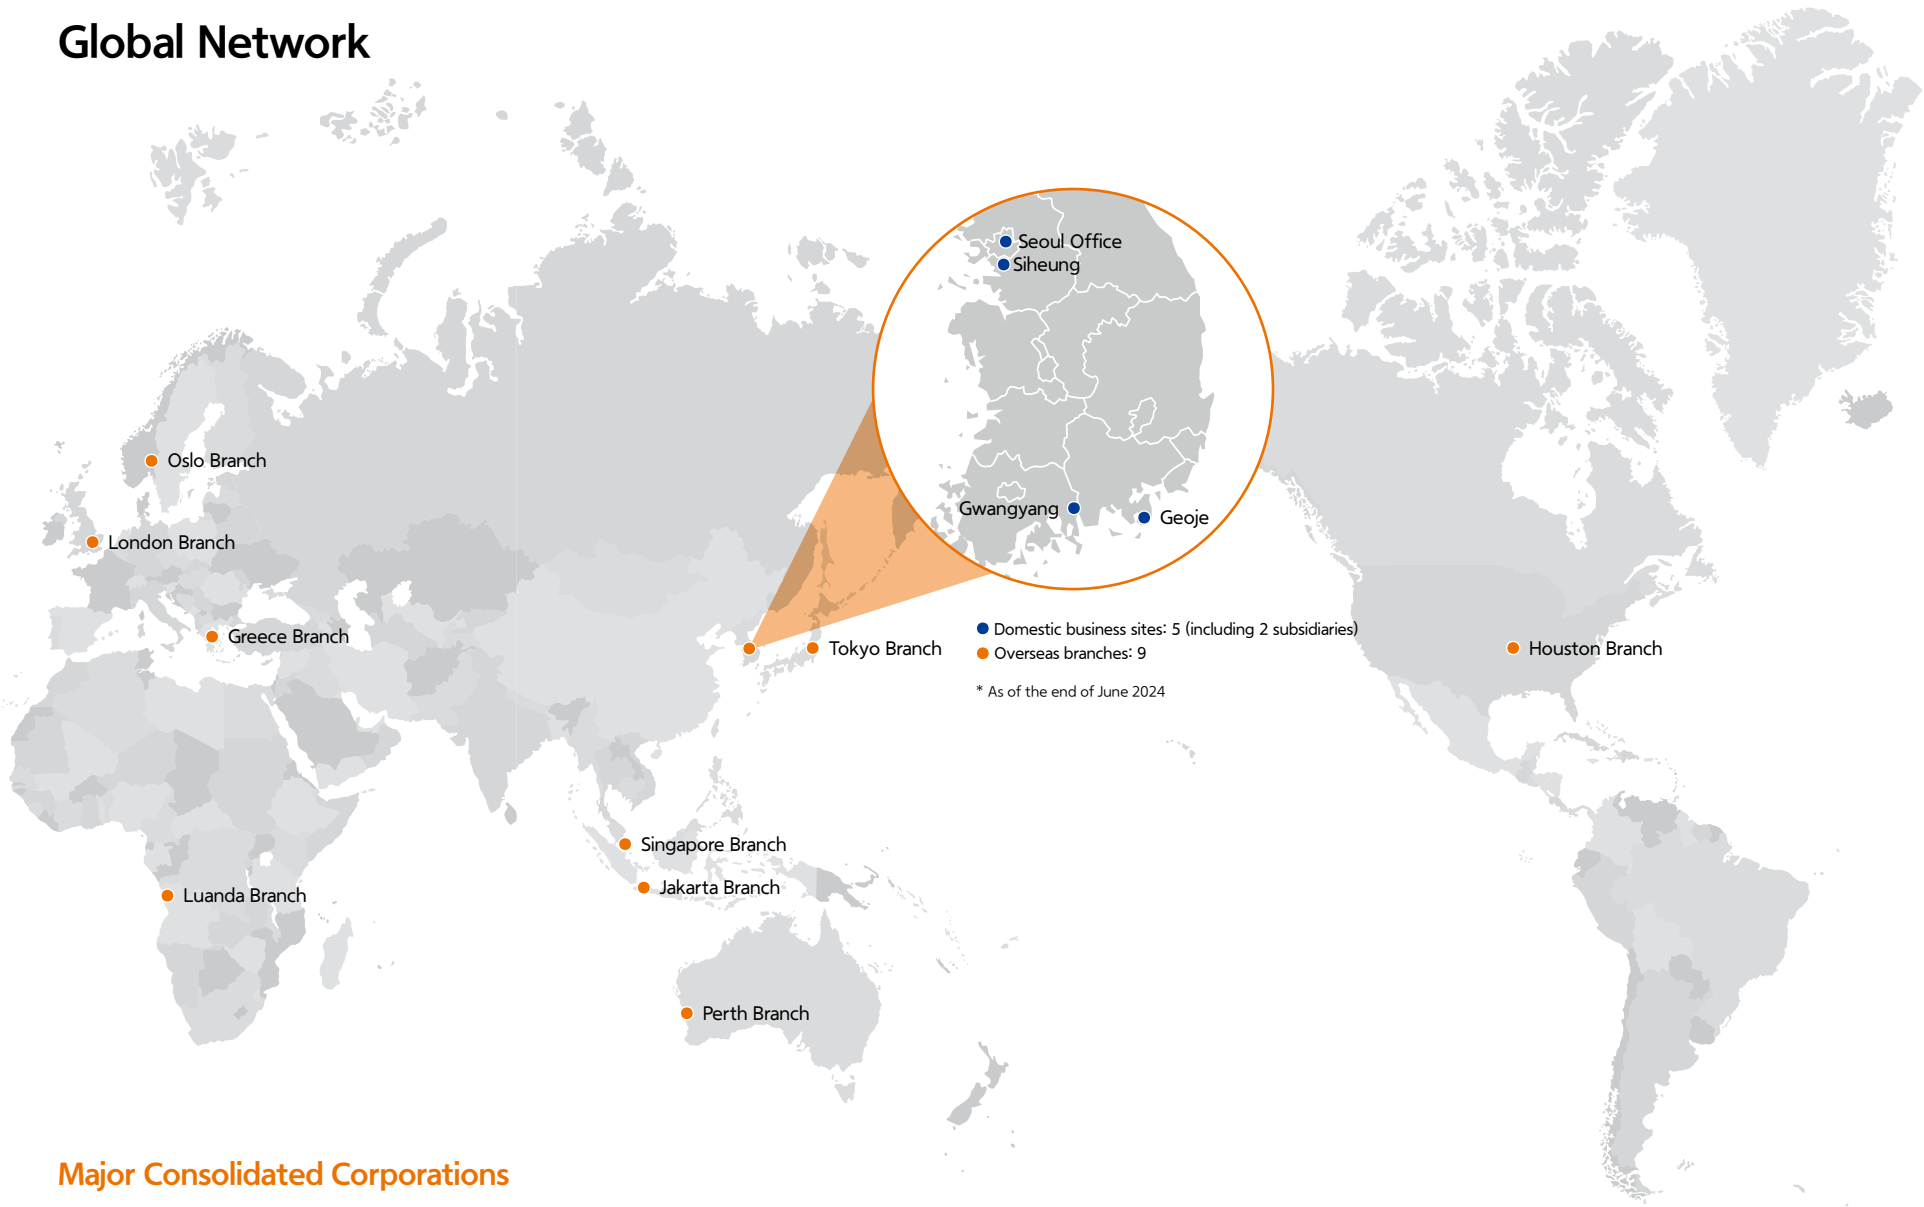 Global Network
Seoul Office
Siheung
Oslo Branch
Gwangyang
Geoje
London Branch
Domestic business sites: 5 (including 2 subsidiaries)
Greece Branch
Tokyo Branch
Overseas branches: 9
Houston Branch
* As of the end of June 2024
Singapore Branch
Jakarta Branch
Luanda Branch
Perth Branch
Major Consolidated Corporations